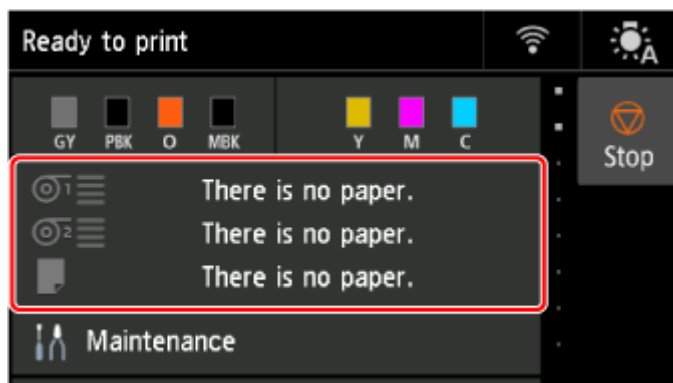 Ready to print
A
GY PBK O MBK Y M C
Stop
1 There is no paper.
2 There is no paper.
There is no paper.
Maintenance